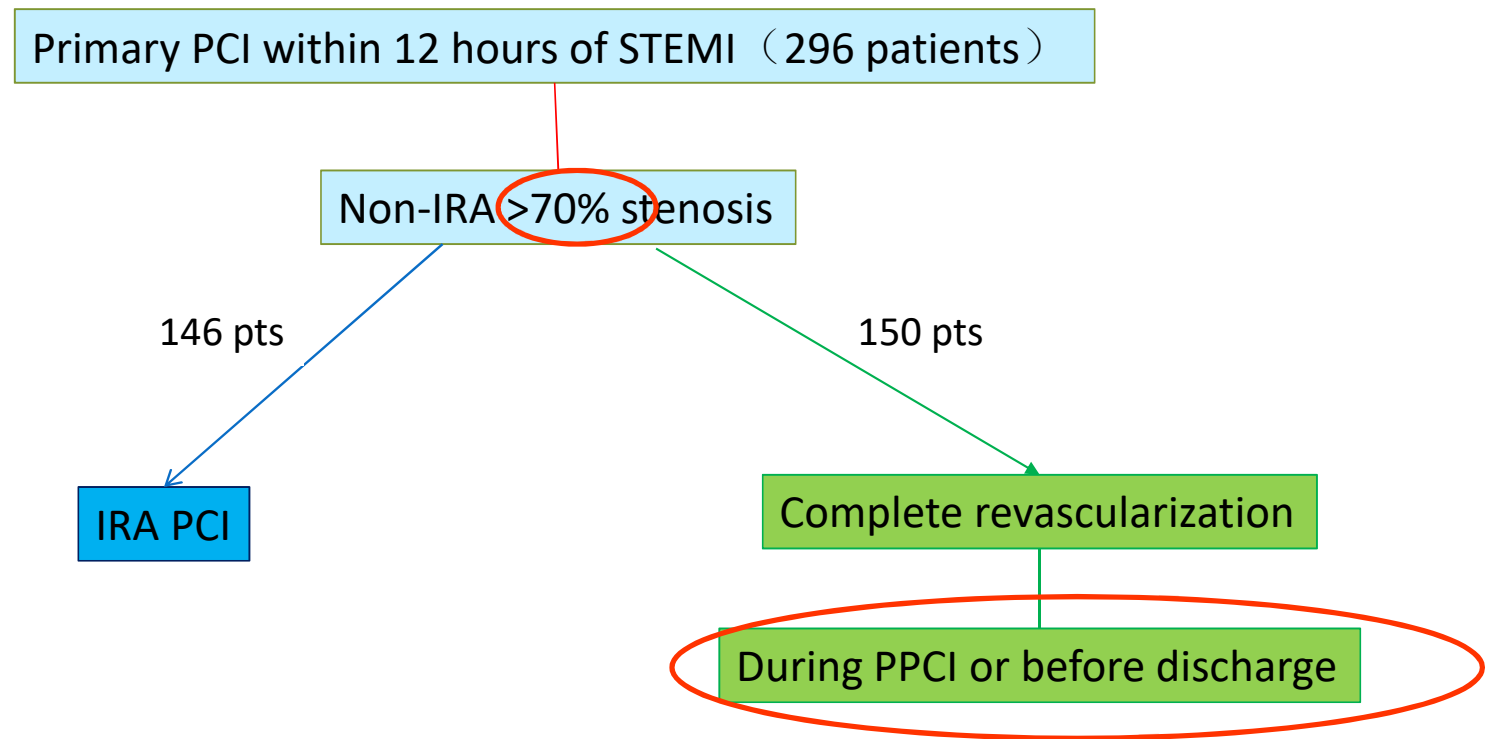 Primary PCI within 12 hours of STEMI（296 patients）
Non-IRA >70% stenosis
146 pts
150 pts
IRA PCI
Complete revascularization
During PPCI or before discharge